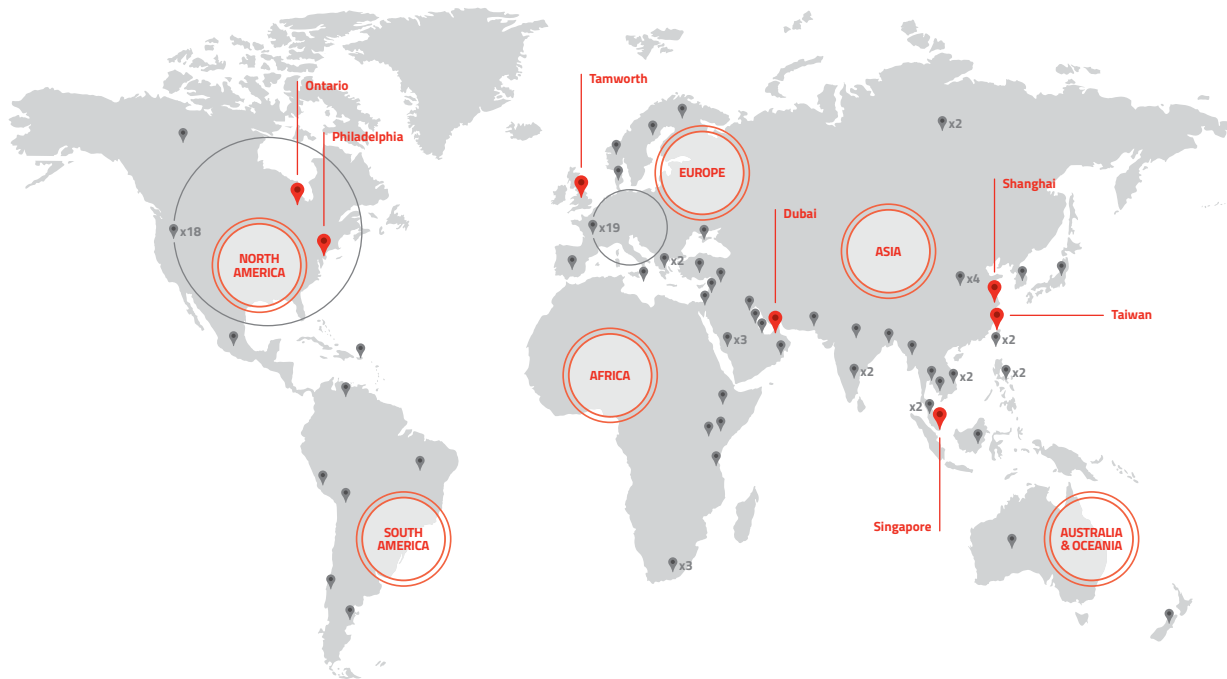 Ontario
Tamworth
Philadelphia
x2
EUROPE
Shanghai
Dubai
x18
x19
NORTH
AMERICA
x2
ASIA
x4
Taiwan
x3
x2
AFRICA
x2
x2
x2
x2
SOUTH
AMERICA
Singapore
AUSTRALIA
& OCEANIA
x3